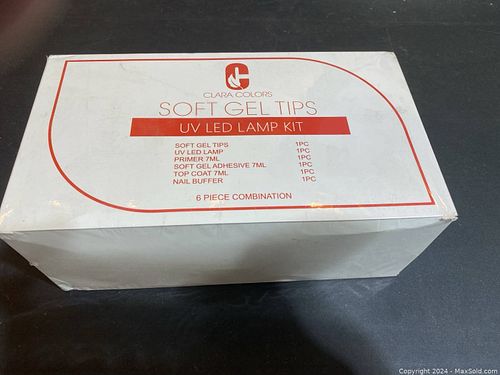 CLARA COLORS
SOFT GEL TIPS
UV LED LAMP KIT
SOFT GEL TIPS 1PC
UV LED LAMP 1PC
PRIMER 7ML 1PC
SOFT GEL ADHESIVE 7ML 1PC
TOP COAT 7ML 1PC
NAIL BUFFER 1PC
6 PIECE COMBINATION
Copyright © 2024 - MaxSold.com